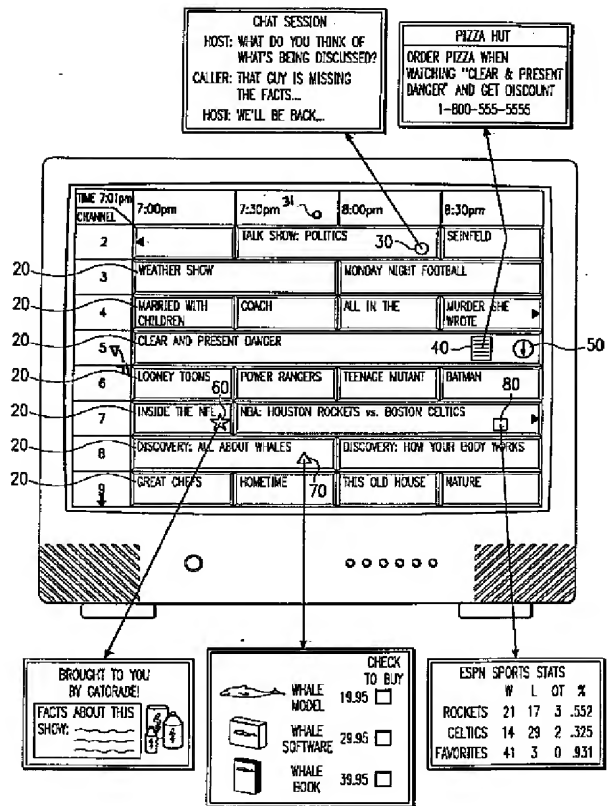 CHAT SESSION
HOST: WHAT DO YOU THINK OF
WHAT'S BEING DISCUSSED?
CALLER: THAT GUY IS MISSING
THE FACTS...
HOST: WE'LL BE BACK...
PIZZA HUT
ORDER PIZZA WHEN
WATCHING "CLEAR & PRESENT
DANGER" AND GET DISCOUNT
1-800-555-5555
TIME 7:01pm
CHANNEL
7:00pm
7:30pm
31
8:00pm
8:30pm
2
TALK SHOW: POLITICS
30
SEINFELD
20
3
WEATHER SHOW
MONDAY NIGHT FOOTBALL
20
4
MARRIED WITH
CHILDREN
COACH
ALL IN THE
MURDER SHE
WROTE
20
5
CLEAR AND PRESENT DANGER
40
50
20
6
LOONEY TOONS
POWER RANGERS
TEENAGE MUTANT
BATMAN
60
80
20
7
INSIDE THE NFL
NBA: HOUSTON ROCKETS vs. BOSTON CELTICS
20
8
DISCOVERY: ALL ABOUT WHALES
DISCOVERY: HOW YOUR BODY WORKS
20
9
GREAT CHEFS
HOMETIME
70
THIS OLD HOUSE
NATURE
BROUGHT TO YOU
BY GATORADE!
FACTS ABOUT THIS
SHOW:
CHECK
TO BUY
WHALE
MODEL
19.95
WHALE
SOFTWARE
29.95
WHALE
BOOK
39.95
ESPN SPORTS STATS
W L OT %
ROCKETS 21 17 3 .552
CELTICS 14 29 2 .325
FAVORITES 41 3 0 .931